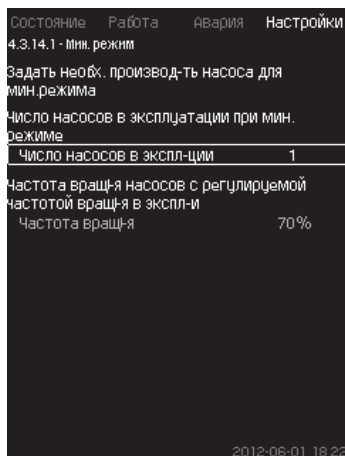 Состояние Работа Авария Настройки
4.3.14.1 - Мин. режим
Задать необх. производ-ть насоса для
мин.режима
Число насосов в эксплуатации при мин.
режиме
Число насосов в экспл-ции 1
Частота вращ-я насосов с регулируемой
частотой вращ-я в экспл-и
Частота вращ-я 70%
2012-06-01 18:22